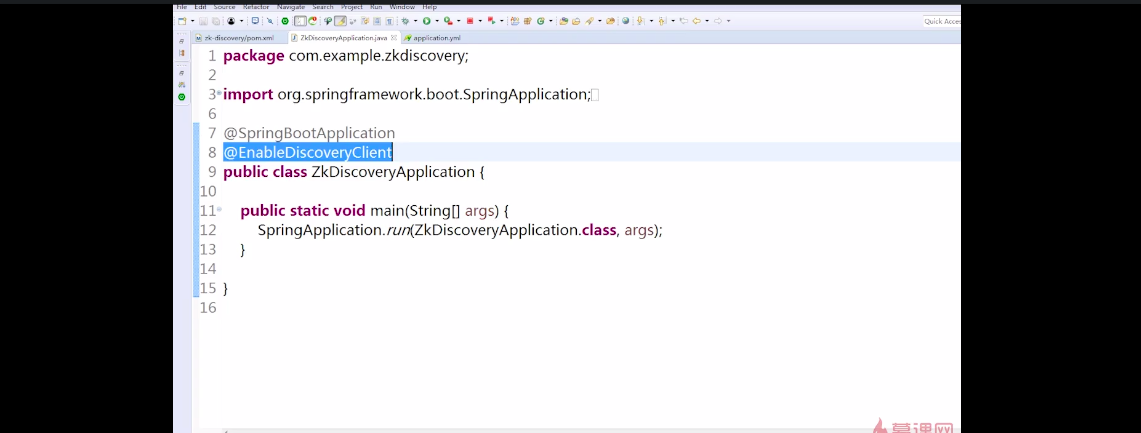 File Edit Source Refactor Navigate Search Project Run Window Help
Quick Acces
zk-discovery/pom.xml ZkDiscoveryApplication.java application.yml
1 package com.example.zkdiscovery;
2
3 import org.springframework.boot.SpringApplication;
6
7 @SpringBootApplication
8 @EnableDiscoveryClient
9 public class ZkDiscoveryApplication {
10
11 public static void main(String[] args) {
12 SpringApplication.run(ZkDiscoveryApplication.class, args);
13 }
14
15 }
16
慕课网